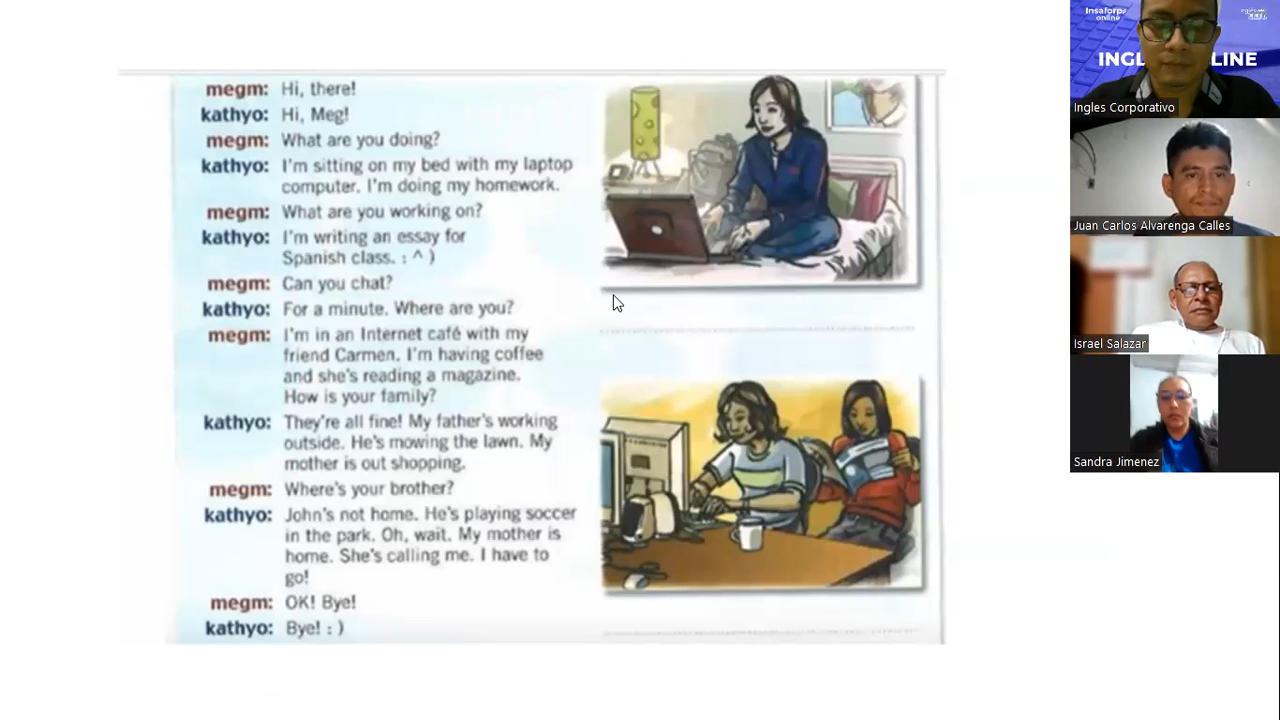 megm: Hi, there!
kathyo: Hi, Meg!
megm: What are you doing?
kathyo: I'm sitting on my bed with my laptop
computer. I'm doing my homework.
megm: What are you working on?
kathyo: I'm writing an essay for
Spanish class. : ^ )
megm: Can you chat?
kathyo: For a minute. Where are you?
megm: I'm in an Internet café with my
friend Carmen. I'm having coffee
and she's reading a magazine.
How is your family?
kathyo: They're all fine! My father's working
outside. He's mowing the lawn. My
mother is out shopping.
megm: Where's your brother?
kathyo: John's not home. He's playing soccer
in the park. Oh, wait. My mother is
home. She's calling me. I have to
go!
megm: OK! Bye!
kathyo: Bye! : )
Insaforp
online
INGL LINE
Ingles Corporativo
Juan Carlos Alvarenga Calles
Israel Salazar
Sandra Jimenez